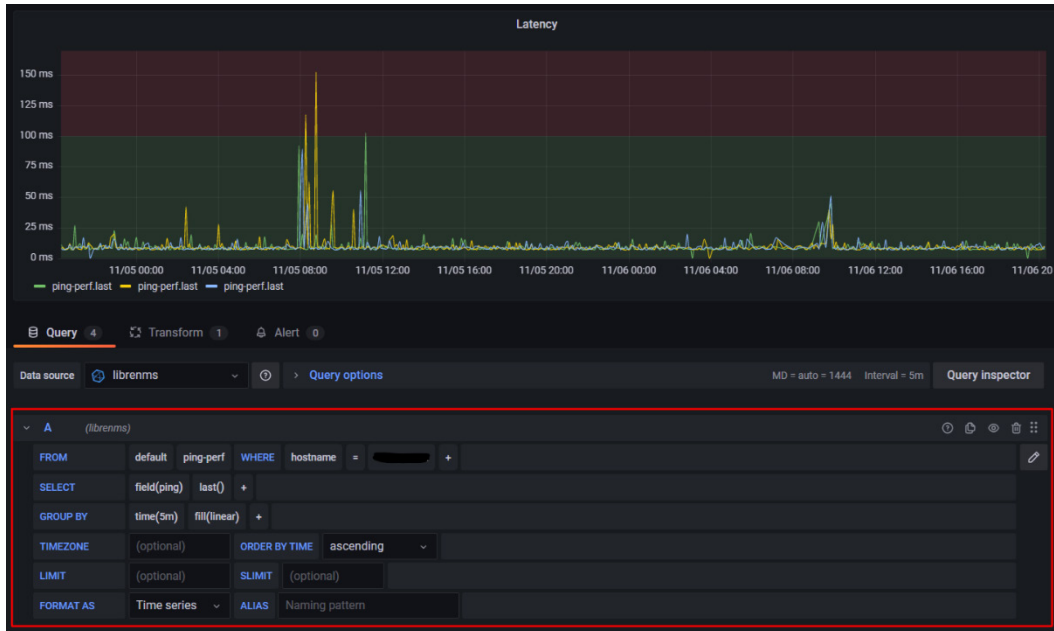 Latency
150 ms
125 ms
100 ms
75 ms
50 ms
25 ms
0 ms
11/05 00:00 11/05 04:00 11/05 08:00 11/05 12:00 11/05 16:00 11/05 20:00 11/06 00:00 11/06 04:00 11/06 08:00 11/06 12:00 11/06 16:00 11/06 20
ping-perf.last ping-perf.last ping-perf.last
Query 4 Transform 1 Alert 0
Data source librenms Query options MD = auto = 1444 Interval = 5m Query inspector
A (librenms)
FROM default ping-perf WHERE hostname = +
SELECT field(ping) last() +
GROUP BY time(5m) fill(linear) +
TIMEZONE (optional) ORDER BY TIME ascending
LIMIT (optional) SLIMIT (optional)
FORMAT AS Time series ALIAS Naming pattern